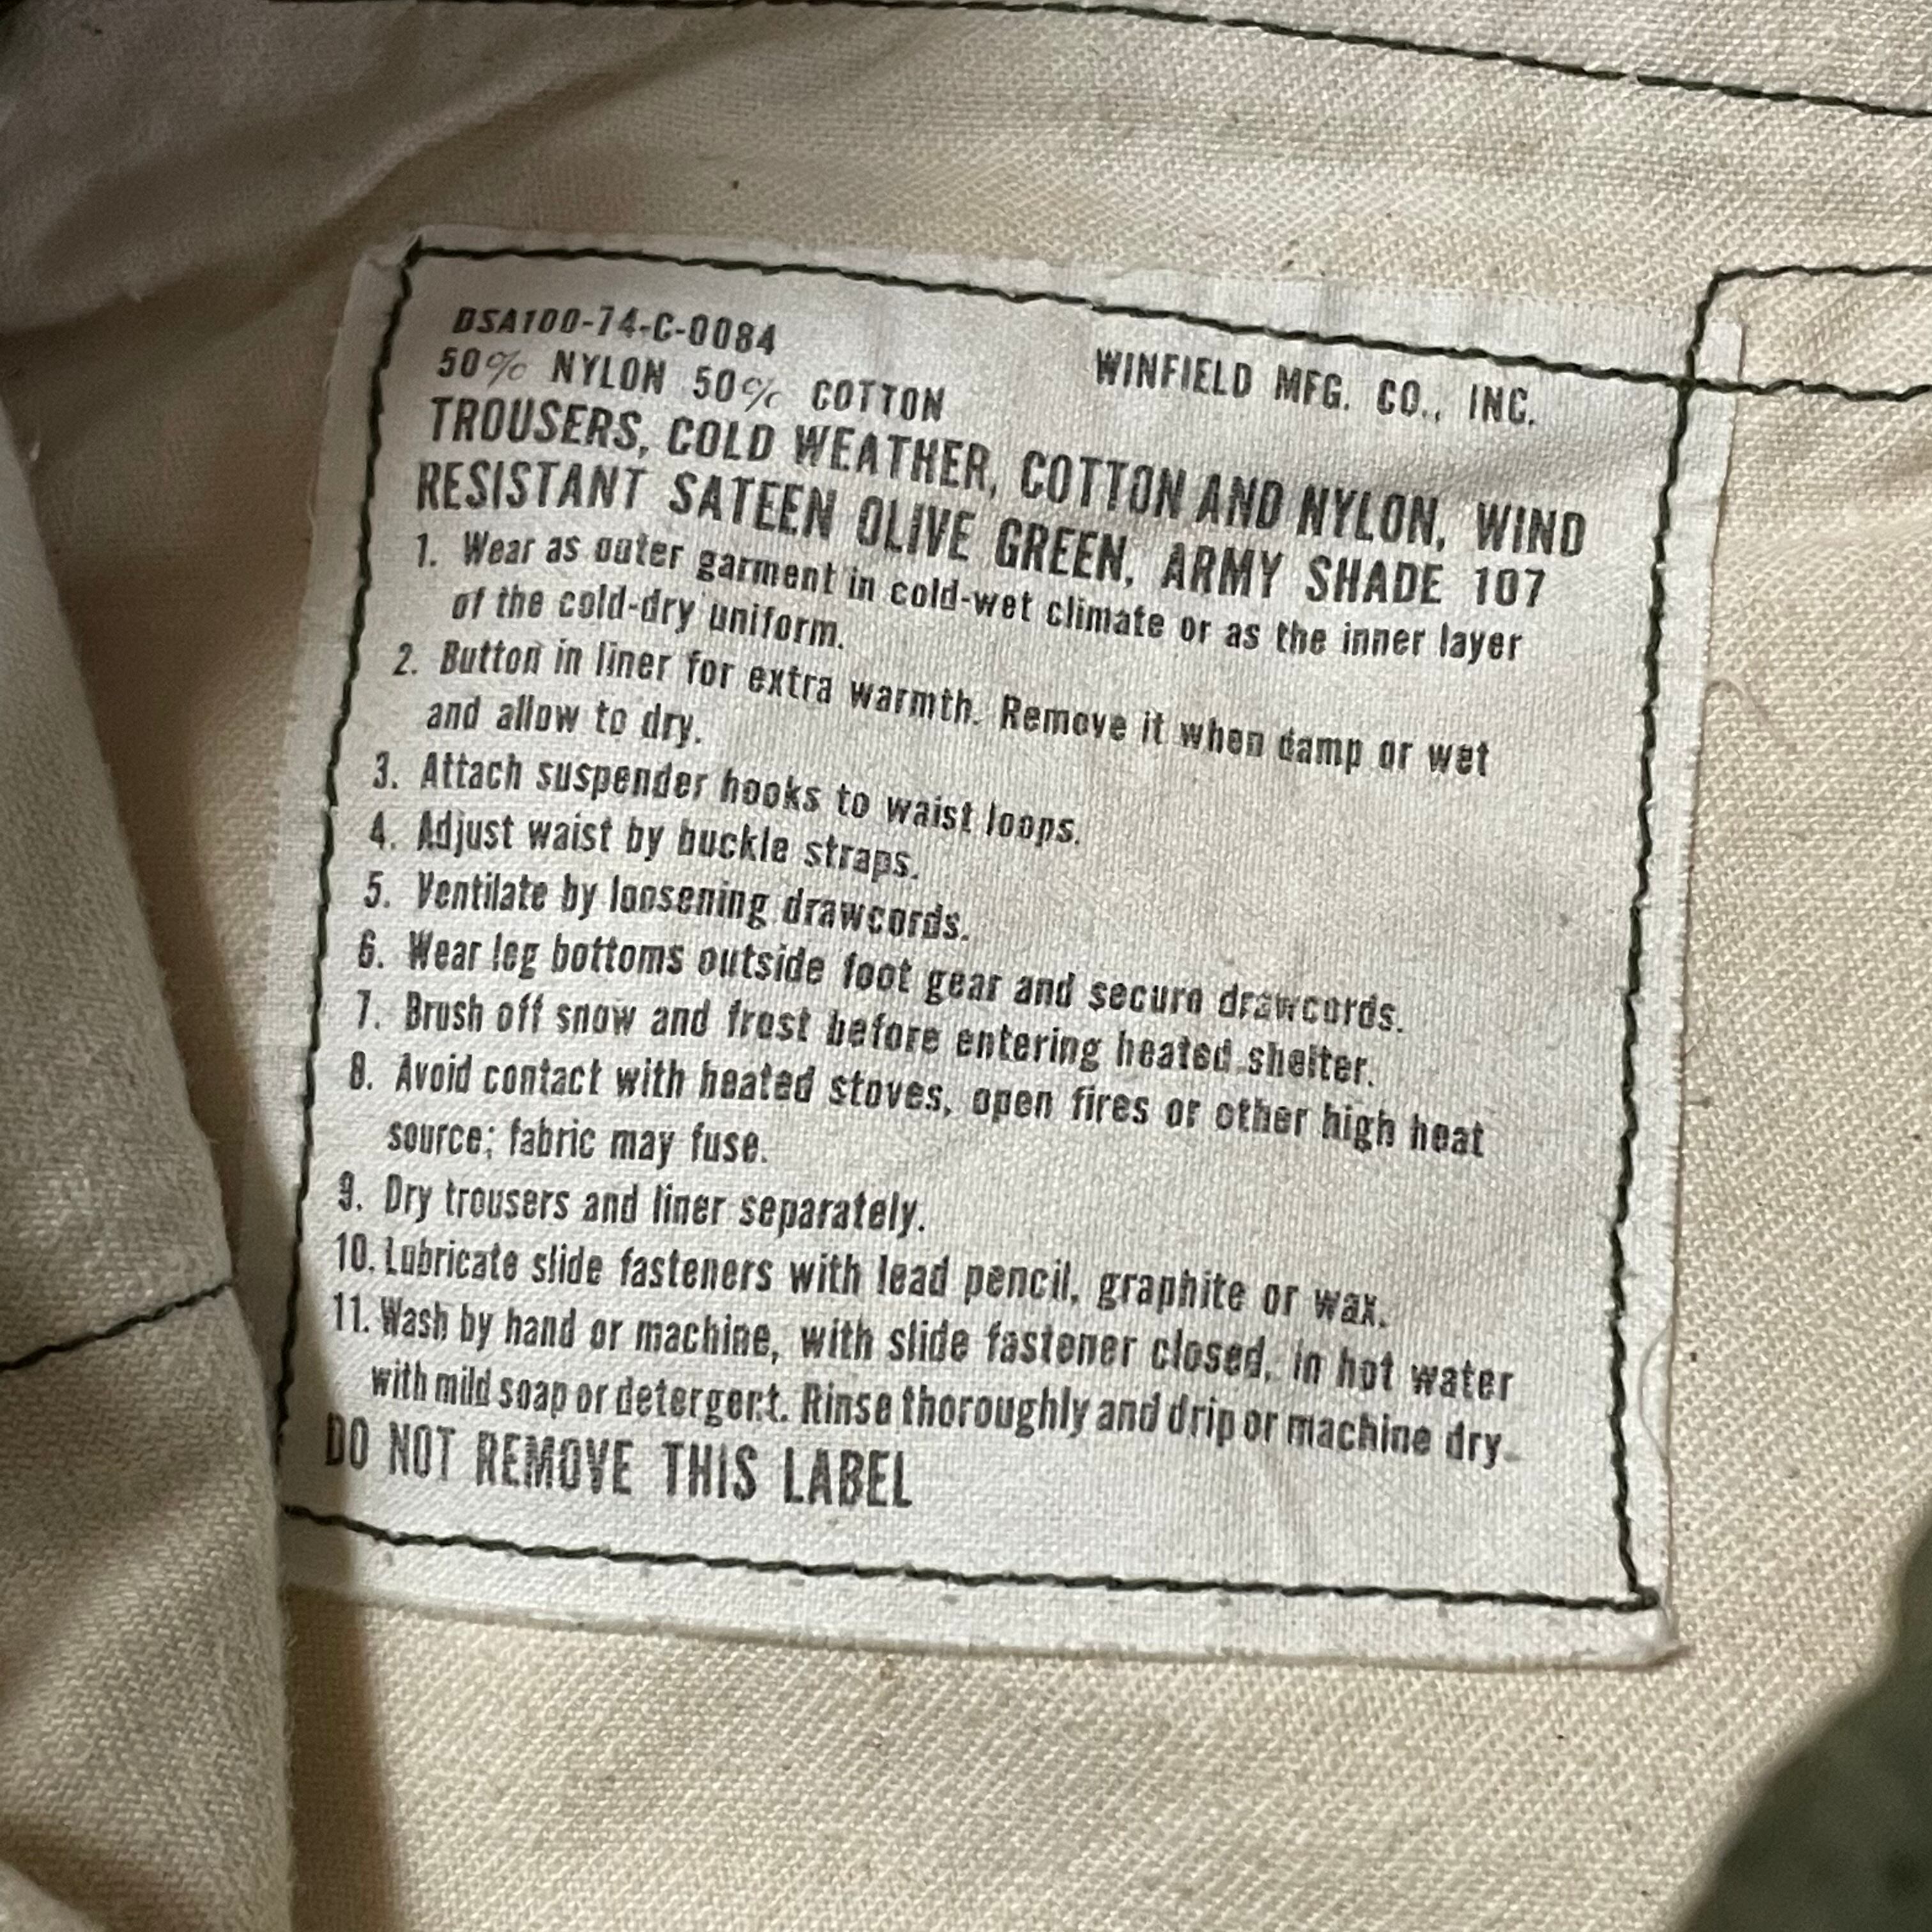 DSA100-74-C-0084
WINFIELD MFG. CO., INC.
50% NYLON 50% COTTON
TROUSERS, COLD WEATHER, COTTON AND NYLON, WIND
RESISTANT SATEEN OLIVE GREEN, ARMY SHADE 107
1. Wear as outer garment in cold-wet climate or as the inner layer
of the cold-dry uniform.
2. Button in liner for extra warmth. Remove it when damp or wet
and allow to dry.
3. Attach suspender hooks to waist loops.
4. Adjust waist by buckle straps.
5. Ventilate by loosening drawcords.
6. Wear leg bottoms outside foot gear and secure drawcords.
7. Brush off snow and frost before entering heated shelter.
8. Avoid contact with heated stoves, open fires or other high heat
source; fabric may fuse.
9. Dry trousers and liner separately.
10. Lubricate slide fasteners with lead pencil, graphite or wax.
11. Wash by hand or machine, with slide fastener closed, in hot water
with mild soap or detergent. Rinse thoroughly and drip or machine dry.
DO NOT REMOVE THIS LABEL